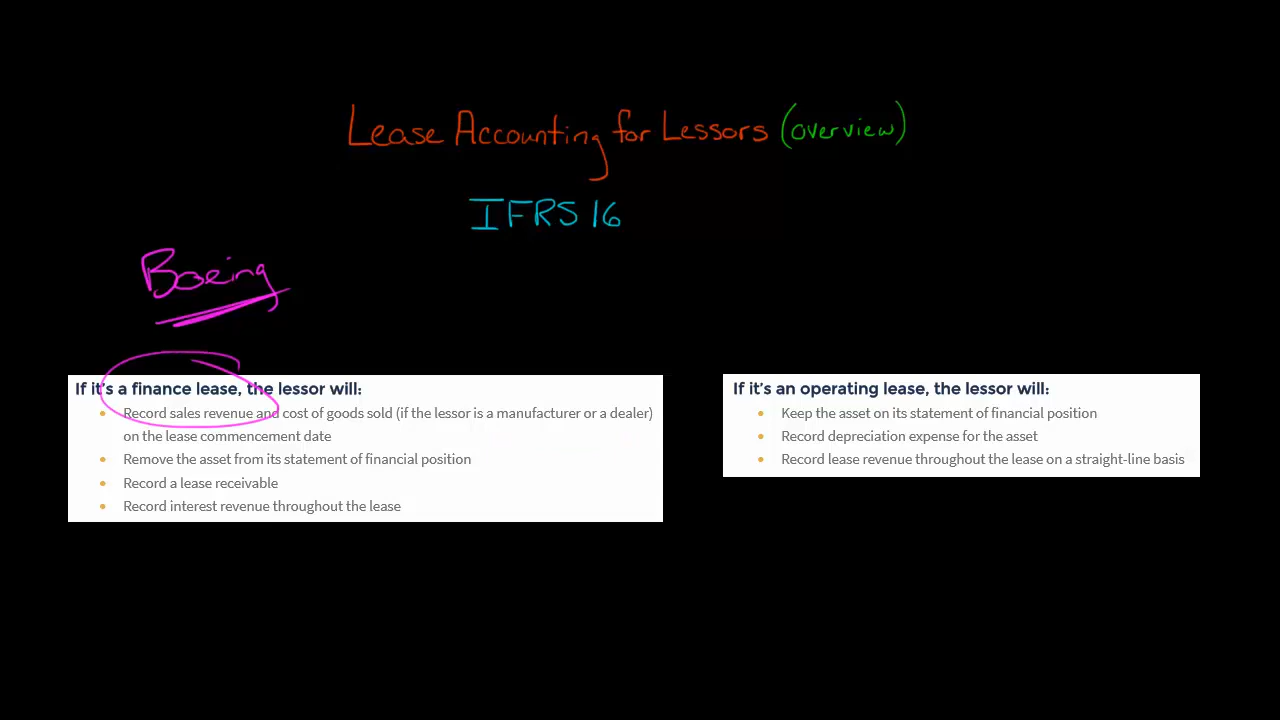 Lease Accounting for Lessors (overview)
IFRS 16
Boeing
If it's a finance lease, the lessor will:
• Record sales revenue and cost of goods sold (if the lessor is a manufacturer or a dealer)
on the lease commencement date
• Remove the asset from its statement of financial position
• Record a lease receivable
• Record interest revenue throughout the lease
If it's an operating lease, the lessor will:
• Keep the asset on its statement of financial position
• Record depreciation expense for the asset
• Record lease revenue throughout the lease on a straight-line basis